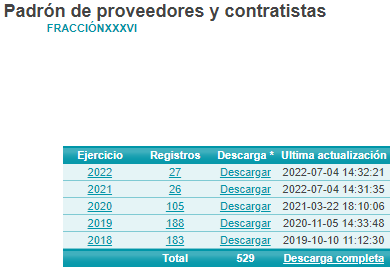 Padrón de proveedores y contratistas
FRACCIÓNXXXVI
Ejercicio Registros Descarga * Ultima actualización
2022 27 Descargar 2022-07-04 14:32:21
2021 26 Descargar 2022-07-04 14:31:35
2020 105 Descargar 2021-03-22 18:10:06
2019 188 Descargar 2020-11-05 14:33:48
2018 183 Descargar 2019-10-10 11:12:30
Total 529 Descarga completa